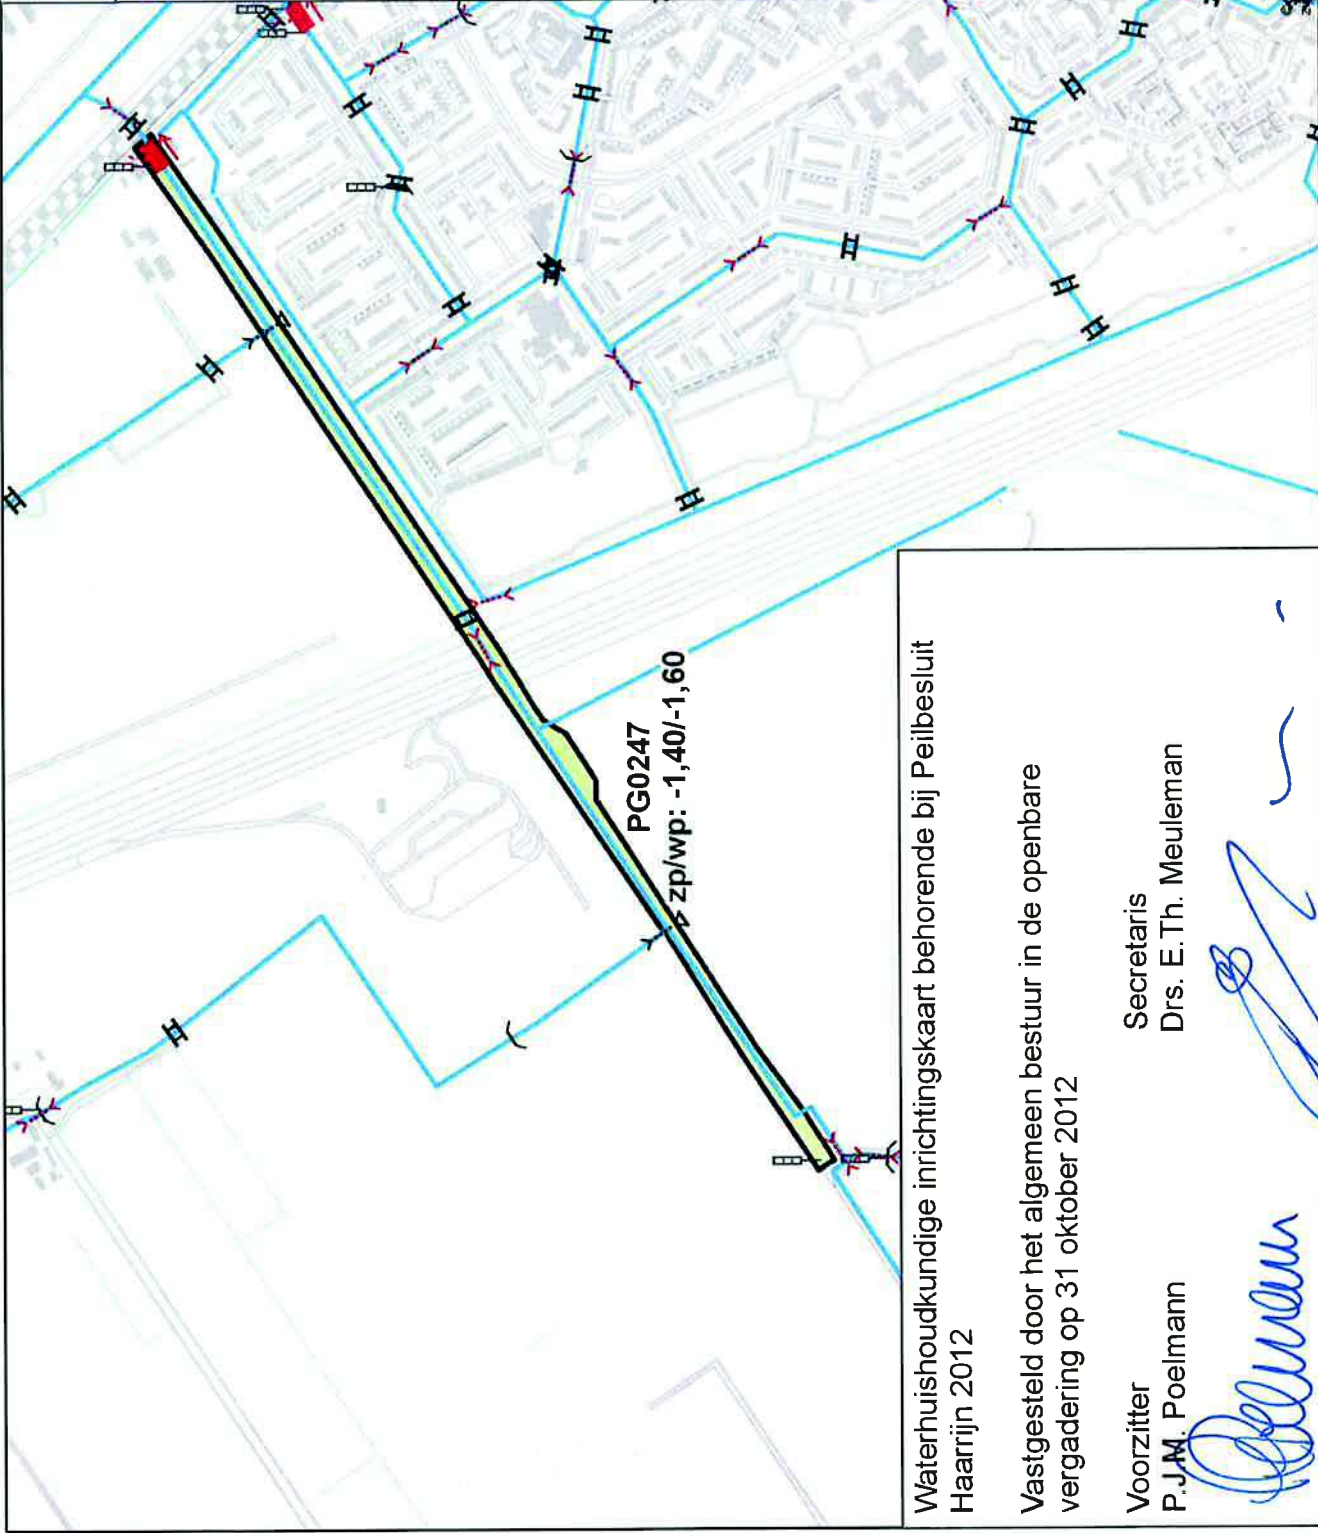 PG0247
zp/wp: -1,40/-1,60
Waterhuishoudkundige inrichtingskaart behorende bij Peilbesluit
Haarrijn 2012
Vastgesteld door het algemeen bestuur in de openbare
vergadering op 31 oktober 2012
Voorzitter
P.J.M. Poelmann
Secretaris
Drs. E.Th. Meuleman